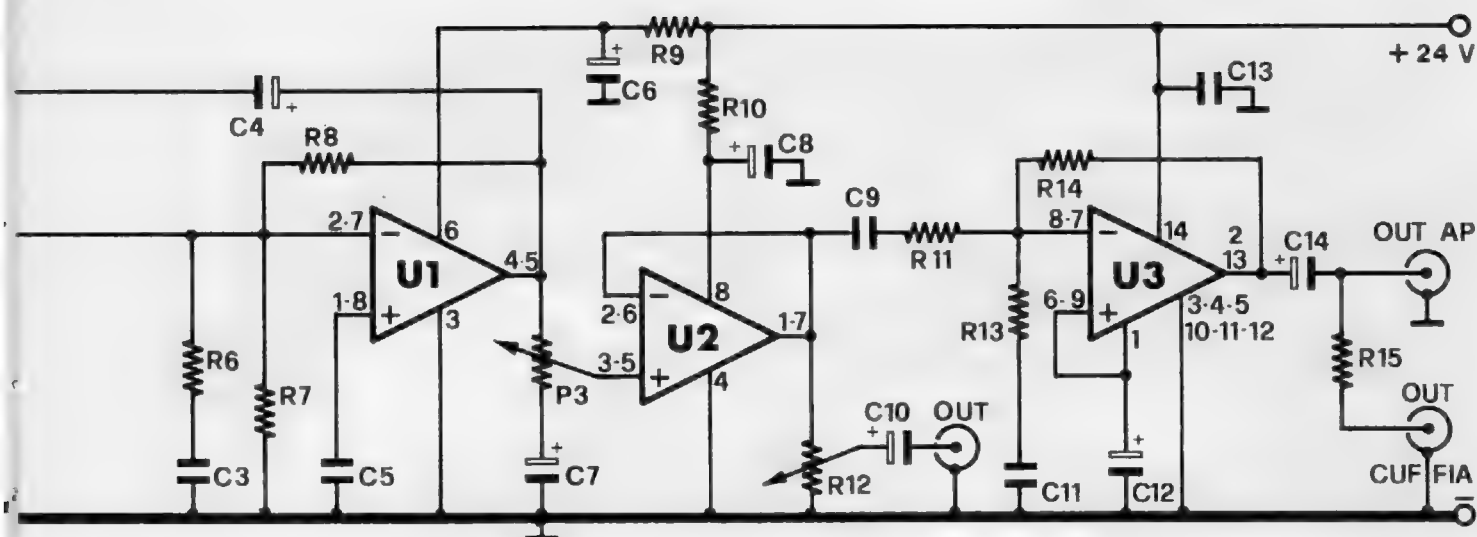 R9
+ 24 V
C4
+
+
C6
R10
C13
R8
+
C8
R14
C9
2·7
−
6
4·5
U1
1-8
+
3
R11
8-7
−
14
2
13
U3
6-9
+
3·4-5
10-11-12
1
+
C14
OUT AP
−
2·6
8
U2
1-7
3-5
+
4
R6
R7
P3
R13
R15
C3
C5
+
C7
C10
+
OUT
R12
C11
+
C12
OUT
CUFFIA
−